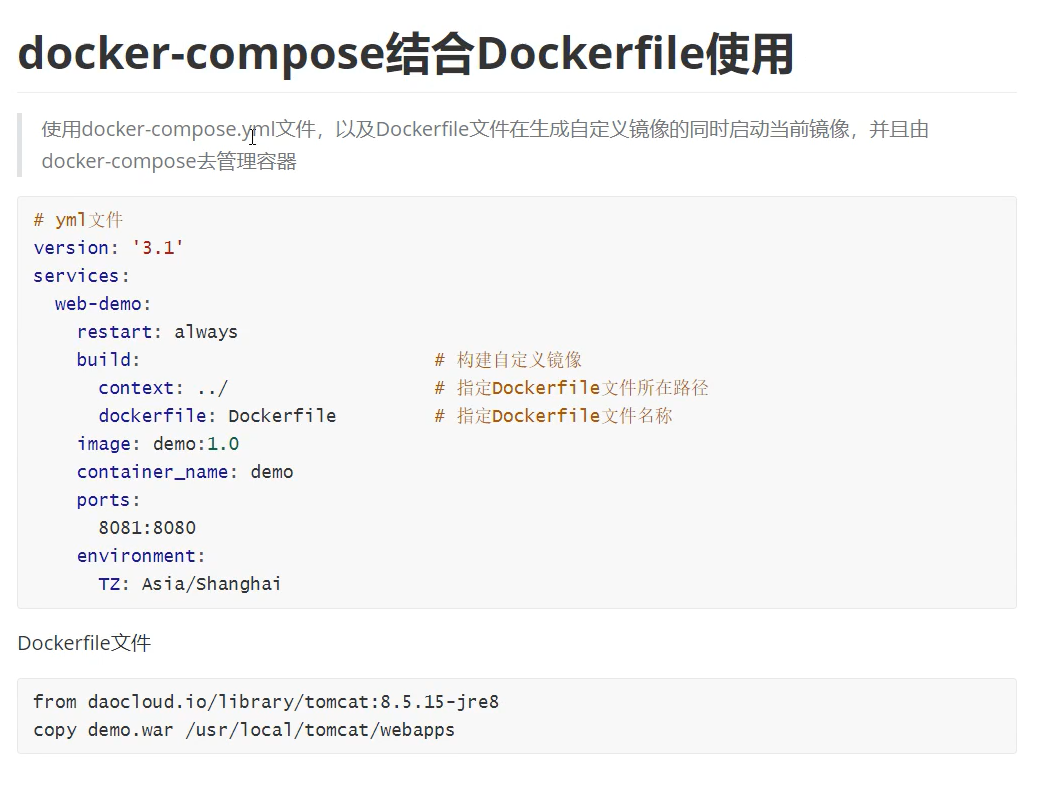 docker-compose结合Dockerfile使用
使用docker-compose.yml文件，以及Dockerfile文件在生成自定义镜像的同时启动当前镜像，并且由
docker-compose去管理容器
# yml文件
version: '3.1'
services:
  web-demo:
    restart: always
    build:                           # 构建自定义镜像
      context: ../                   # 指定Dockerfile文件所在路径
      dockerfile: Dockerfile         # 指定Dockerfile文件名称
    image: demo:1.0
    container_name: demo
    ports:
      8081:8080
    environment:
      TZ: Asia/Shanghai
Dockerfile文件
from daocloud.io/library/tomcat:8.5.15-jre8
copy demo.war /usr/local/tomcat/webapps